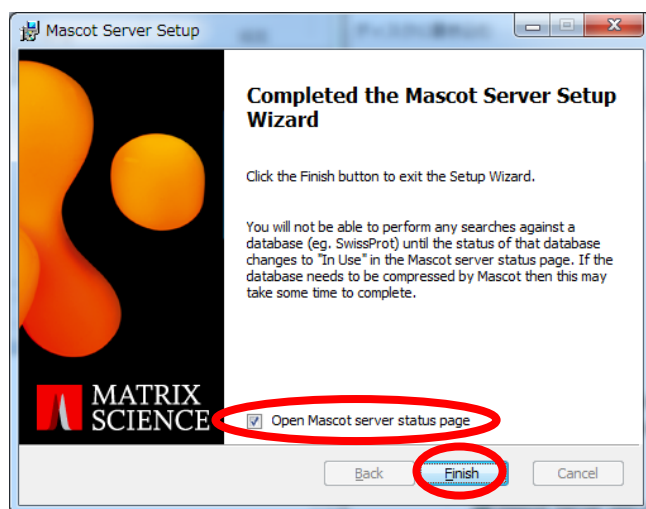 Mascot Server Setup
Completed the Mascot Server Setup
Wizard
Click the Finish button to exit the Setup Wizard.
You will not be able to perform any searches against a
database (eg. SwissProt) until the status of that database
changes to "In Use" in the Mascot server status page. If the
database needs to be compressed by Mascot then this may
take some time to complete.
MATRIX
SCIENCE
Open Mascot server status page
Back Finish Cancel